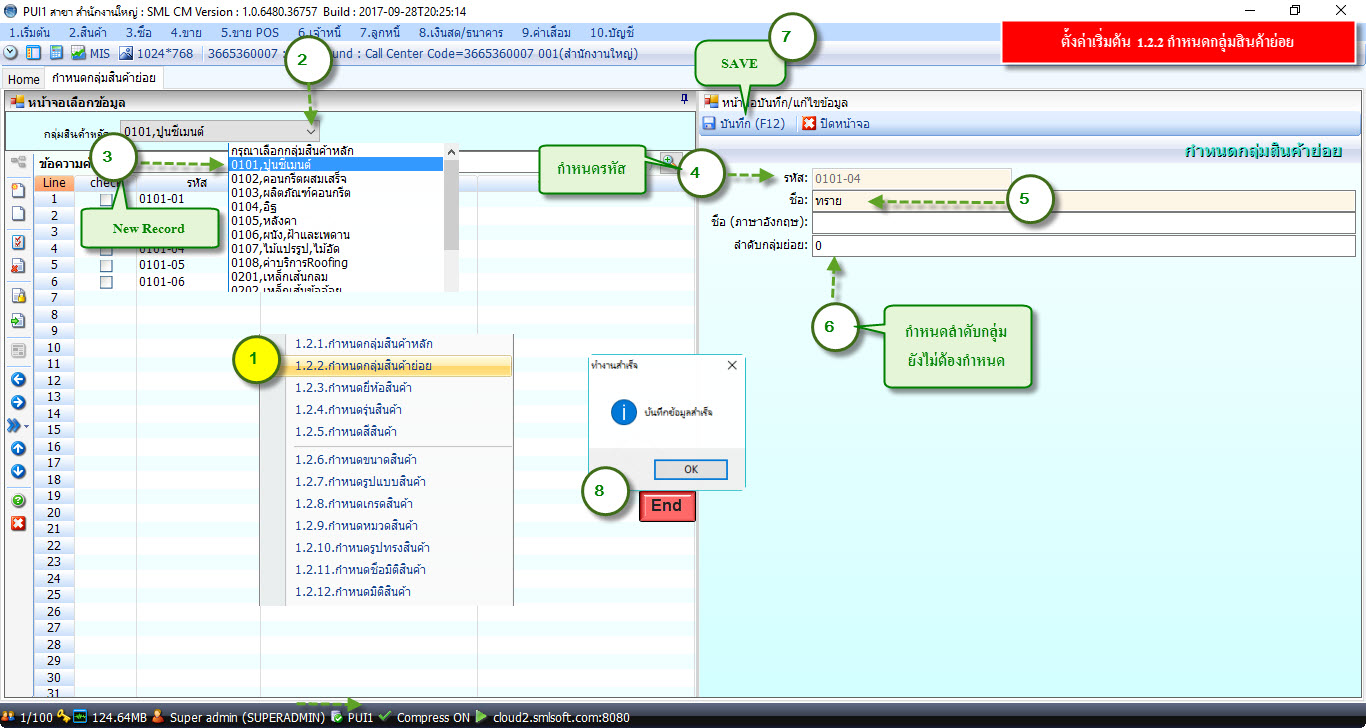 PUI1 สาขา สำนักงานใหญ่ : SML CM Version : 1.0.6480.36757 Build : 2017-09-28T20:25:14
1.เริ่มต้น 2.สินค้า 3.ซื้อ 4.ขาย 5.ขาย POS 6.เจ้าหนี้ 7.ลูกหนี้ 8.เงินสด/ธนาคาร 9.ค่าเสื่อม 10.บัญชี
7
ตั้งค่าเริ่มต้น 1.2.2 กำหนดกลุ่มสินค้าย่อย
MIS 1024*768 3665360007 : und : Call Center Code=3665360007 001(สำนักงานใหญ่)
2
SAVE
Home กำหนดกลุ่มสินค้าย่อย
หน้าจอเลือกข้อมูล
หน้าจอบันทึก/แก้ไขข้อมูล
บันทึก (F12) ปิดหน้าจอ
กลุ่มสินค้าหลัก 0101,ปูนซีเมนต์
กำหนดกลุ่มสินค้าย่อย
3
กรุณาเลือกกลุ่มสินค้าหลัก
0101,ปูนซีเมนต์
0102,คอนกรีตผสมเสร็จ
0103,ผลิตภัณฑ์คอนกรีต
0104,อิฐ
0105,หลังคา
0106,ผนัง,ฝ้าและเพดาน
0107,ไม้แปรรูป,ไม้อัด
0108,ค่าบริการRoofing
0201,เหล็กเส้นกลม
0202,เหล็กเส้นข้ออ้อย
ข้อความค้
Line check รหัส
1 0101-01
2
3
4 0101-04
5 0101-05
6 0101-06
7
8
9
10
11
12
13
14
15
16
17
18
19
20
21
22
23
24
25
26
27
28
29
30
31
New Record
กำหนดรหัส
4
รหัส: 0101-04
ชื่อ: ทราย
5
ชื่อ (ภาษาอังกฤษ):
ลำดับกลุ่มย่อย: 0
6
กำหนดลำดับกลุ่ม
ยังไม่ต้องกำหนด
1
1.2.1.กำหนดกลุ่มสินค้าหลัก
1.2.2.กำหนดกลุ่มสินค้าย่อย
1.2.3.กำหนดยี่ห้อสินค้า
1.2.4.กำหนดรุ่นสินค้า
1.2.5.กำหนดสีสินค้า
1.2.6.กำหนดขนาดสินค้า
1.2.7.กำหนดรูปแบบสินค้า
1.2.8.กำหนดเกรดสินค้า
1.2.9.กำหนดหมวดสินค้า
1.2.10.กำหนดรูปทรงสินค้า
1.2.11.กำหนดชื่อมิติสินค้า
1.2.12.กำหนดมิติสินค้า
ทำงานสำเร็จ
บันทึกข้อมูลสำเร็จ
OK
8
End
1/100 124.64MB Super admin (SUPERADMIN) PUI1 Compress ON cloud2.smlsoft.com:8080